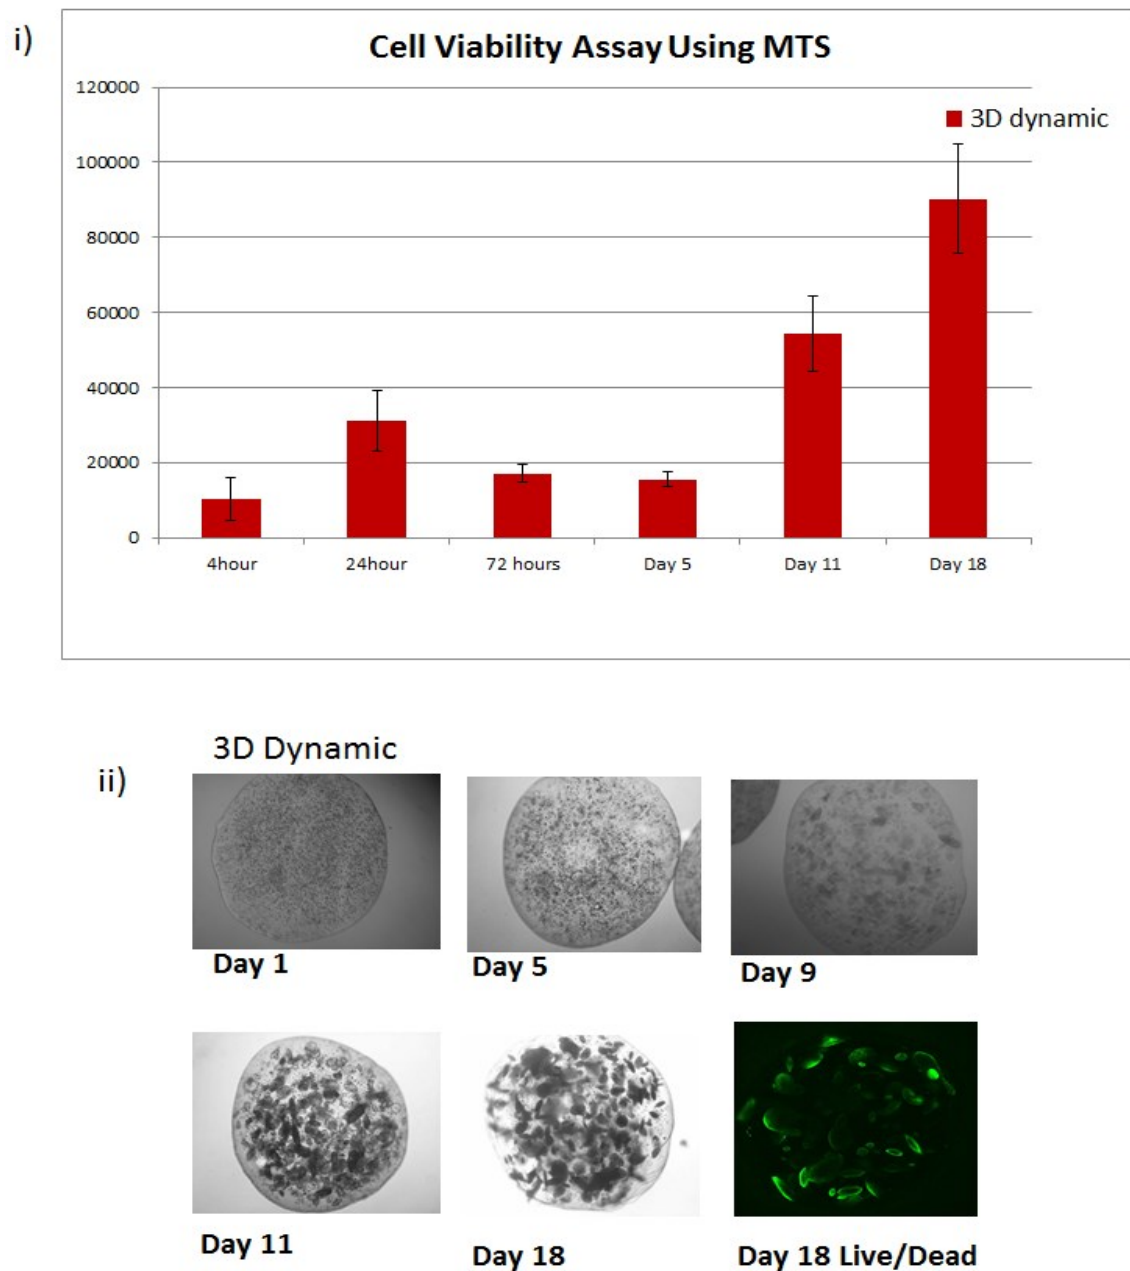 i)
Cell Viability Assay Using MTS
120000
100000
80000
60000
40000
20000
0
3D dynamic
4hour 24hour 72 hours Day 5 Day 11 Day 18
ii)
3D Dynamic
Day 1 Day 5 Day 9
Day 11 Day 18 Day 18 Live/Dead